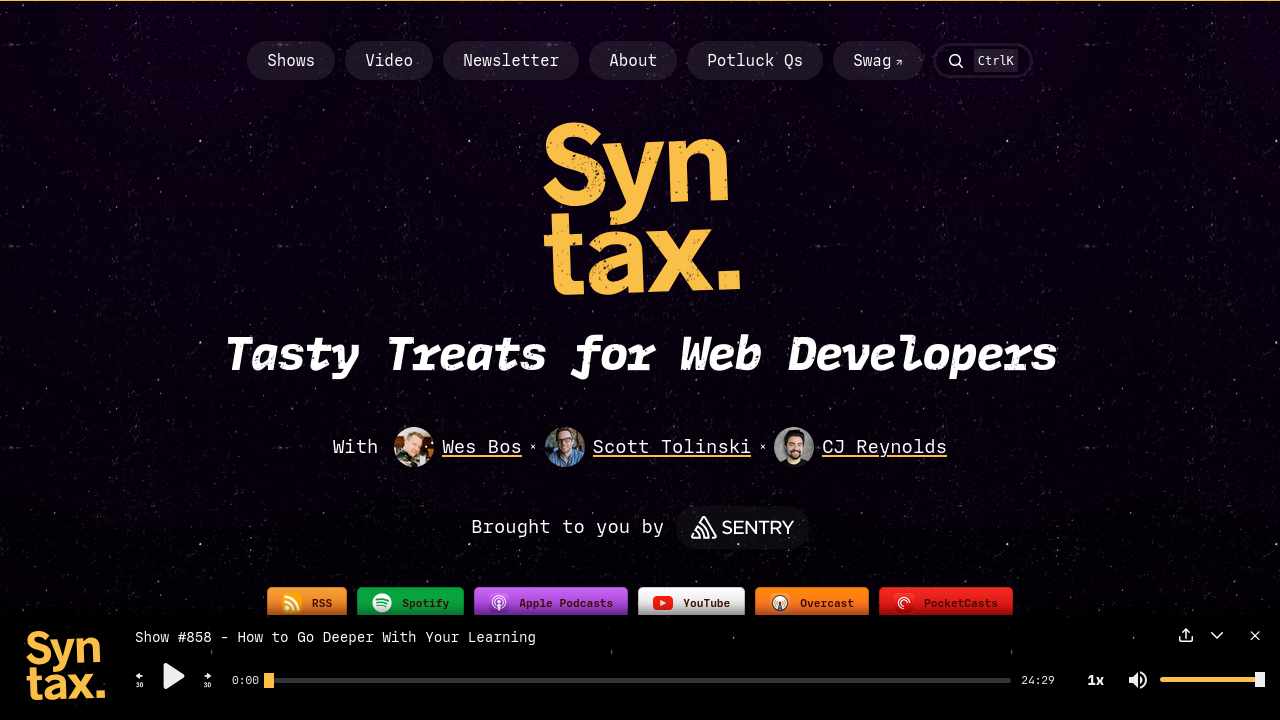 Shows Video Newsletter About Potluck Qs Swag ↗ CtrlK
Syn
tax.
Tasty Treats for Web Developers
With Wes Bos × Scott Tolinski × CJ Reynolds
Brought to you by SENTRY
RSS Spotify Apple Podcasts YouTube Overcast PocketCasts
Syn
tax.
Show #858 - How to Go Deeper With Your Learning
30 30 0:00 24:29 1x